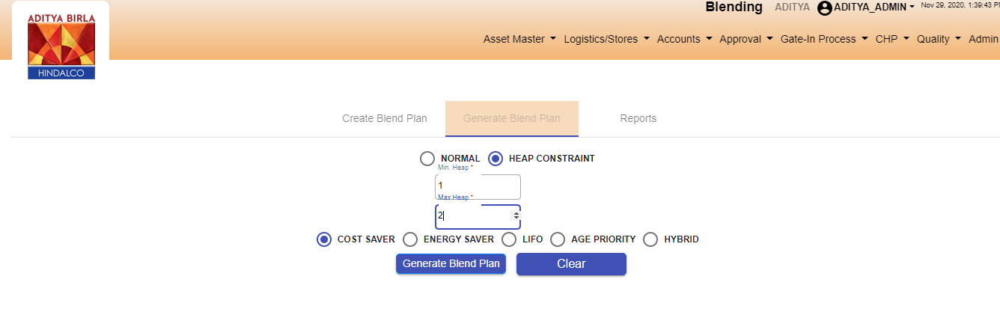 Blending ADITYA ADITYA_ADMIN Nov 29, 2020, 1:39:43 P
ADITYA BIRLA
HINDALCO
Asset Master Logistics/Stores Accounts Approval Gate-In Process CHP Quality Admin
Create Blend Plan Generate Blend Plan Reports
NORMAL HEAP CONSTRAINT
Min. Heap *
1
Max Heap *
2
COST SAVER ENERGY SAVER LIFO AGE PRIORITY HYBRID
Generate Blend Plan Clear